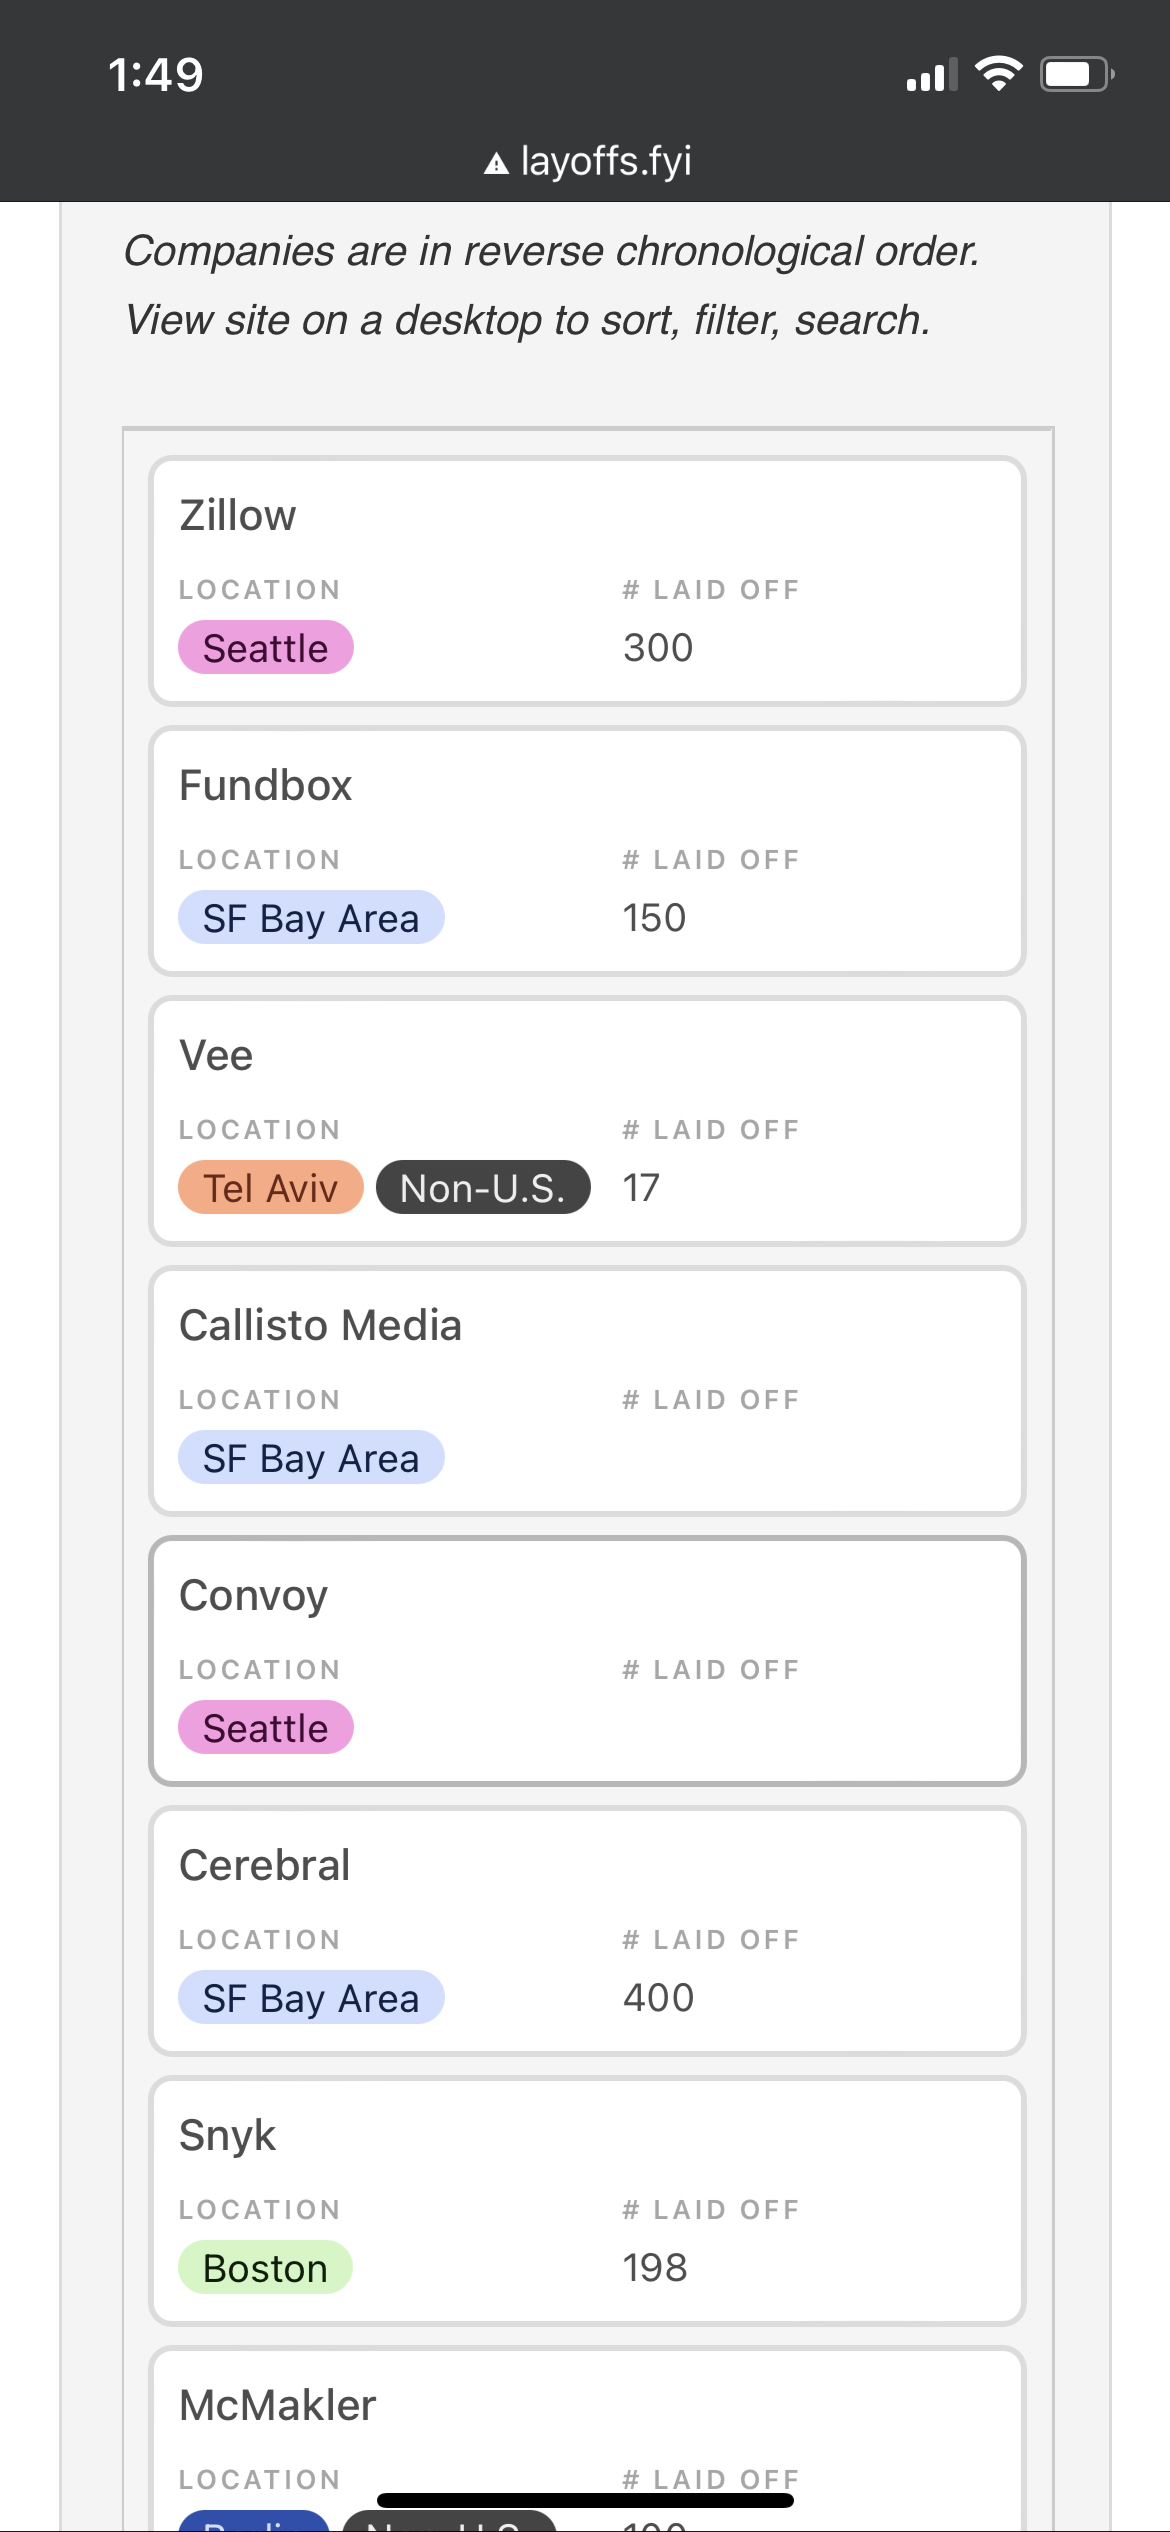 1:49
layoffs.fyi
Companies are in reverse chronological order.
View site on a desktop to sort, filter, search.
Zillow
LOCATION # LAID OFF
Seattle 300
Fundbox
LOCATION # LAID OFF
SF Bay Area 150
Vee
LOCATION # LAID OFF
Tel Aviv Non-U.S. 17
Callisto Media
LOCATION # LAID OFF
SF Bay Area
Convoy
LOCATION # LAID OFF
Seattle
Cerebral
LOCATION # LAID OFF
SF Bay Area 400
Snyk
LOCATION # LAID OFF
Boston 198
McMakler
LOCATION # LAID OFF